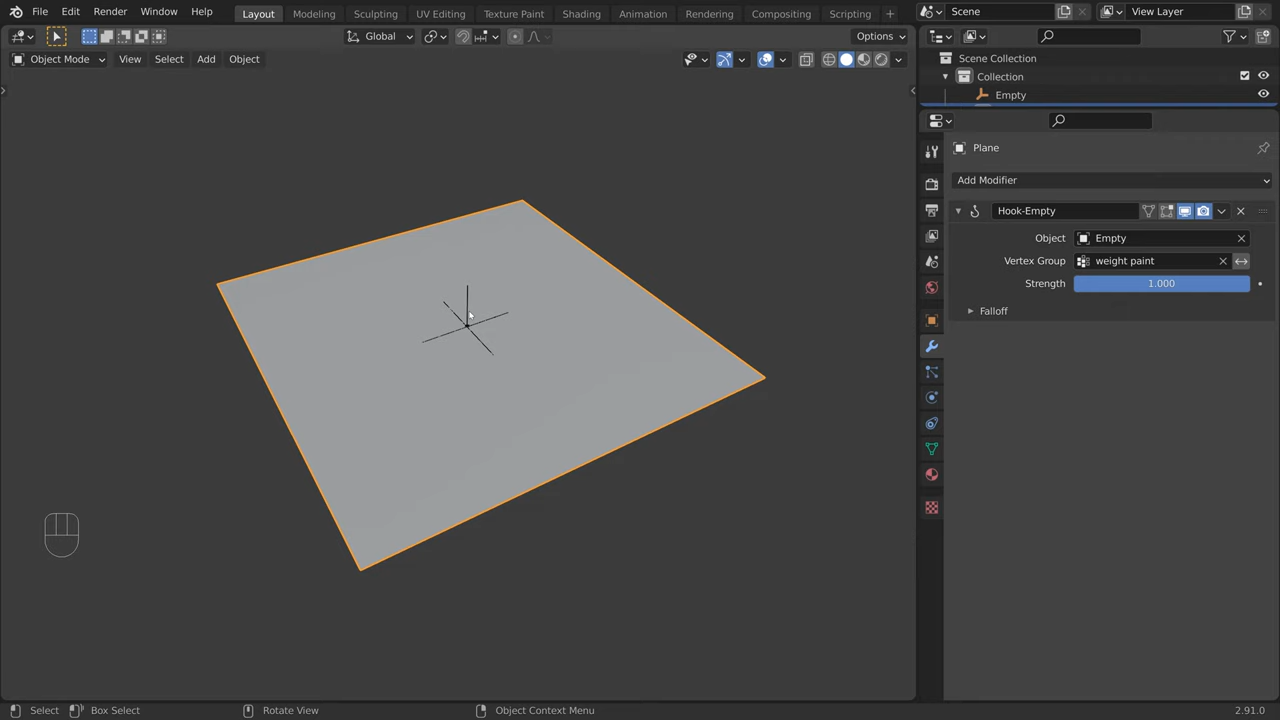 File Edit Render Window Help Layout Modeling Sculpting UV Editing Texture Paint Shading Animation Rendering Compositing Scripting Scene View Layer
Global Options
Object Mode View Select Add Object
Scene Collection
Collection
Empty
Plane
Add Modifier
Hook-Empty
Object Empty
Vertex Group weight paint
Strength 1.000
Falloff
Select Box Select Rotate View Object Context Menu 2.91.0